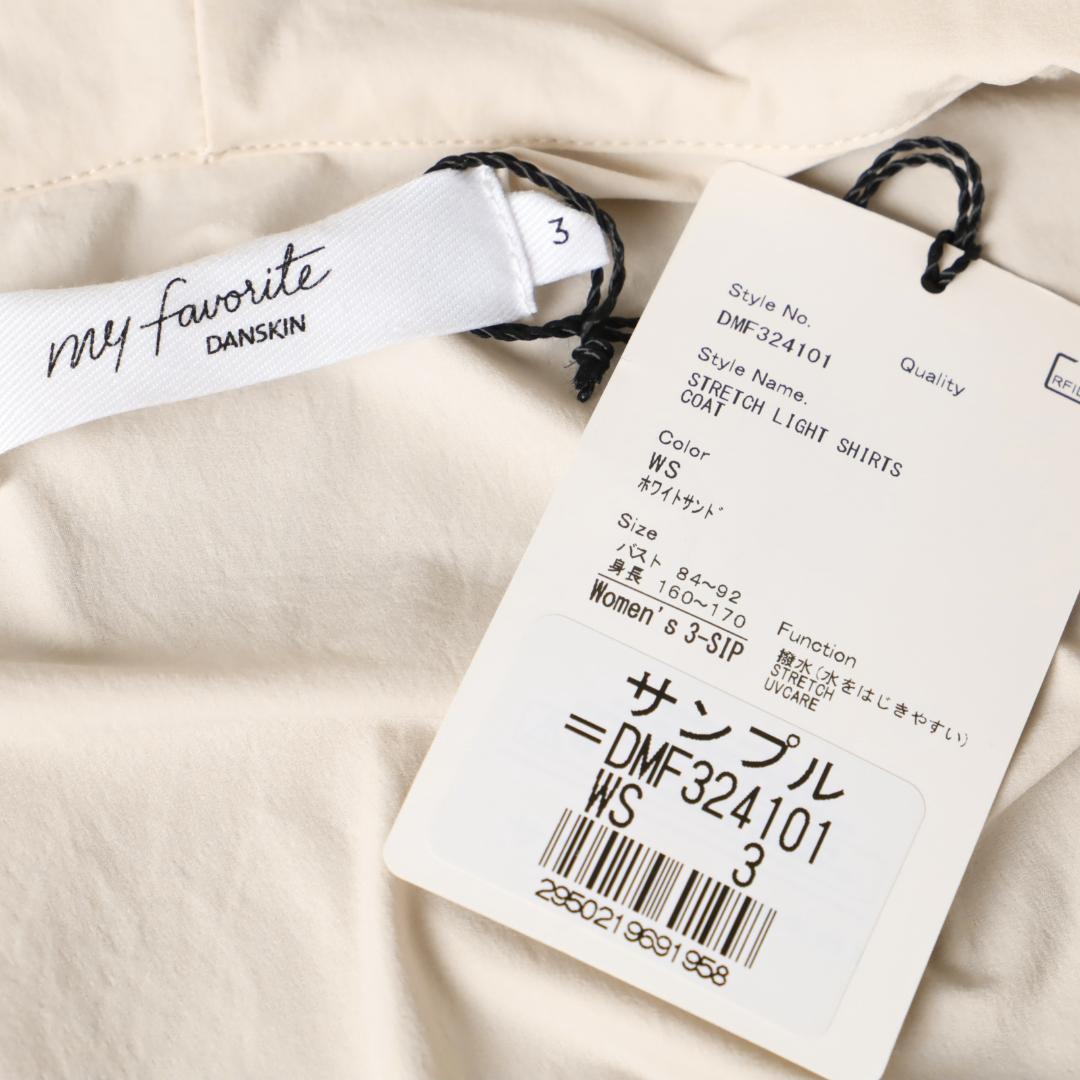 my favorite
DANSKIN
3
Style No.
DMF324101
Quality
RFID
Style Name.
STRETCH LIGHT SHIRTS
COAT
Color
WS
ホワイトサンド
Size
バスト 84~92
身長 160~170
Women's 3-SIP
Function
撥水(水をはじきやすい)
STRETCH
UVCARE
サンプル
=DMF324101
WS
3
2950219691958